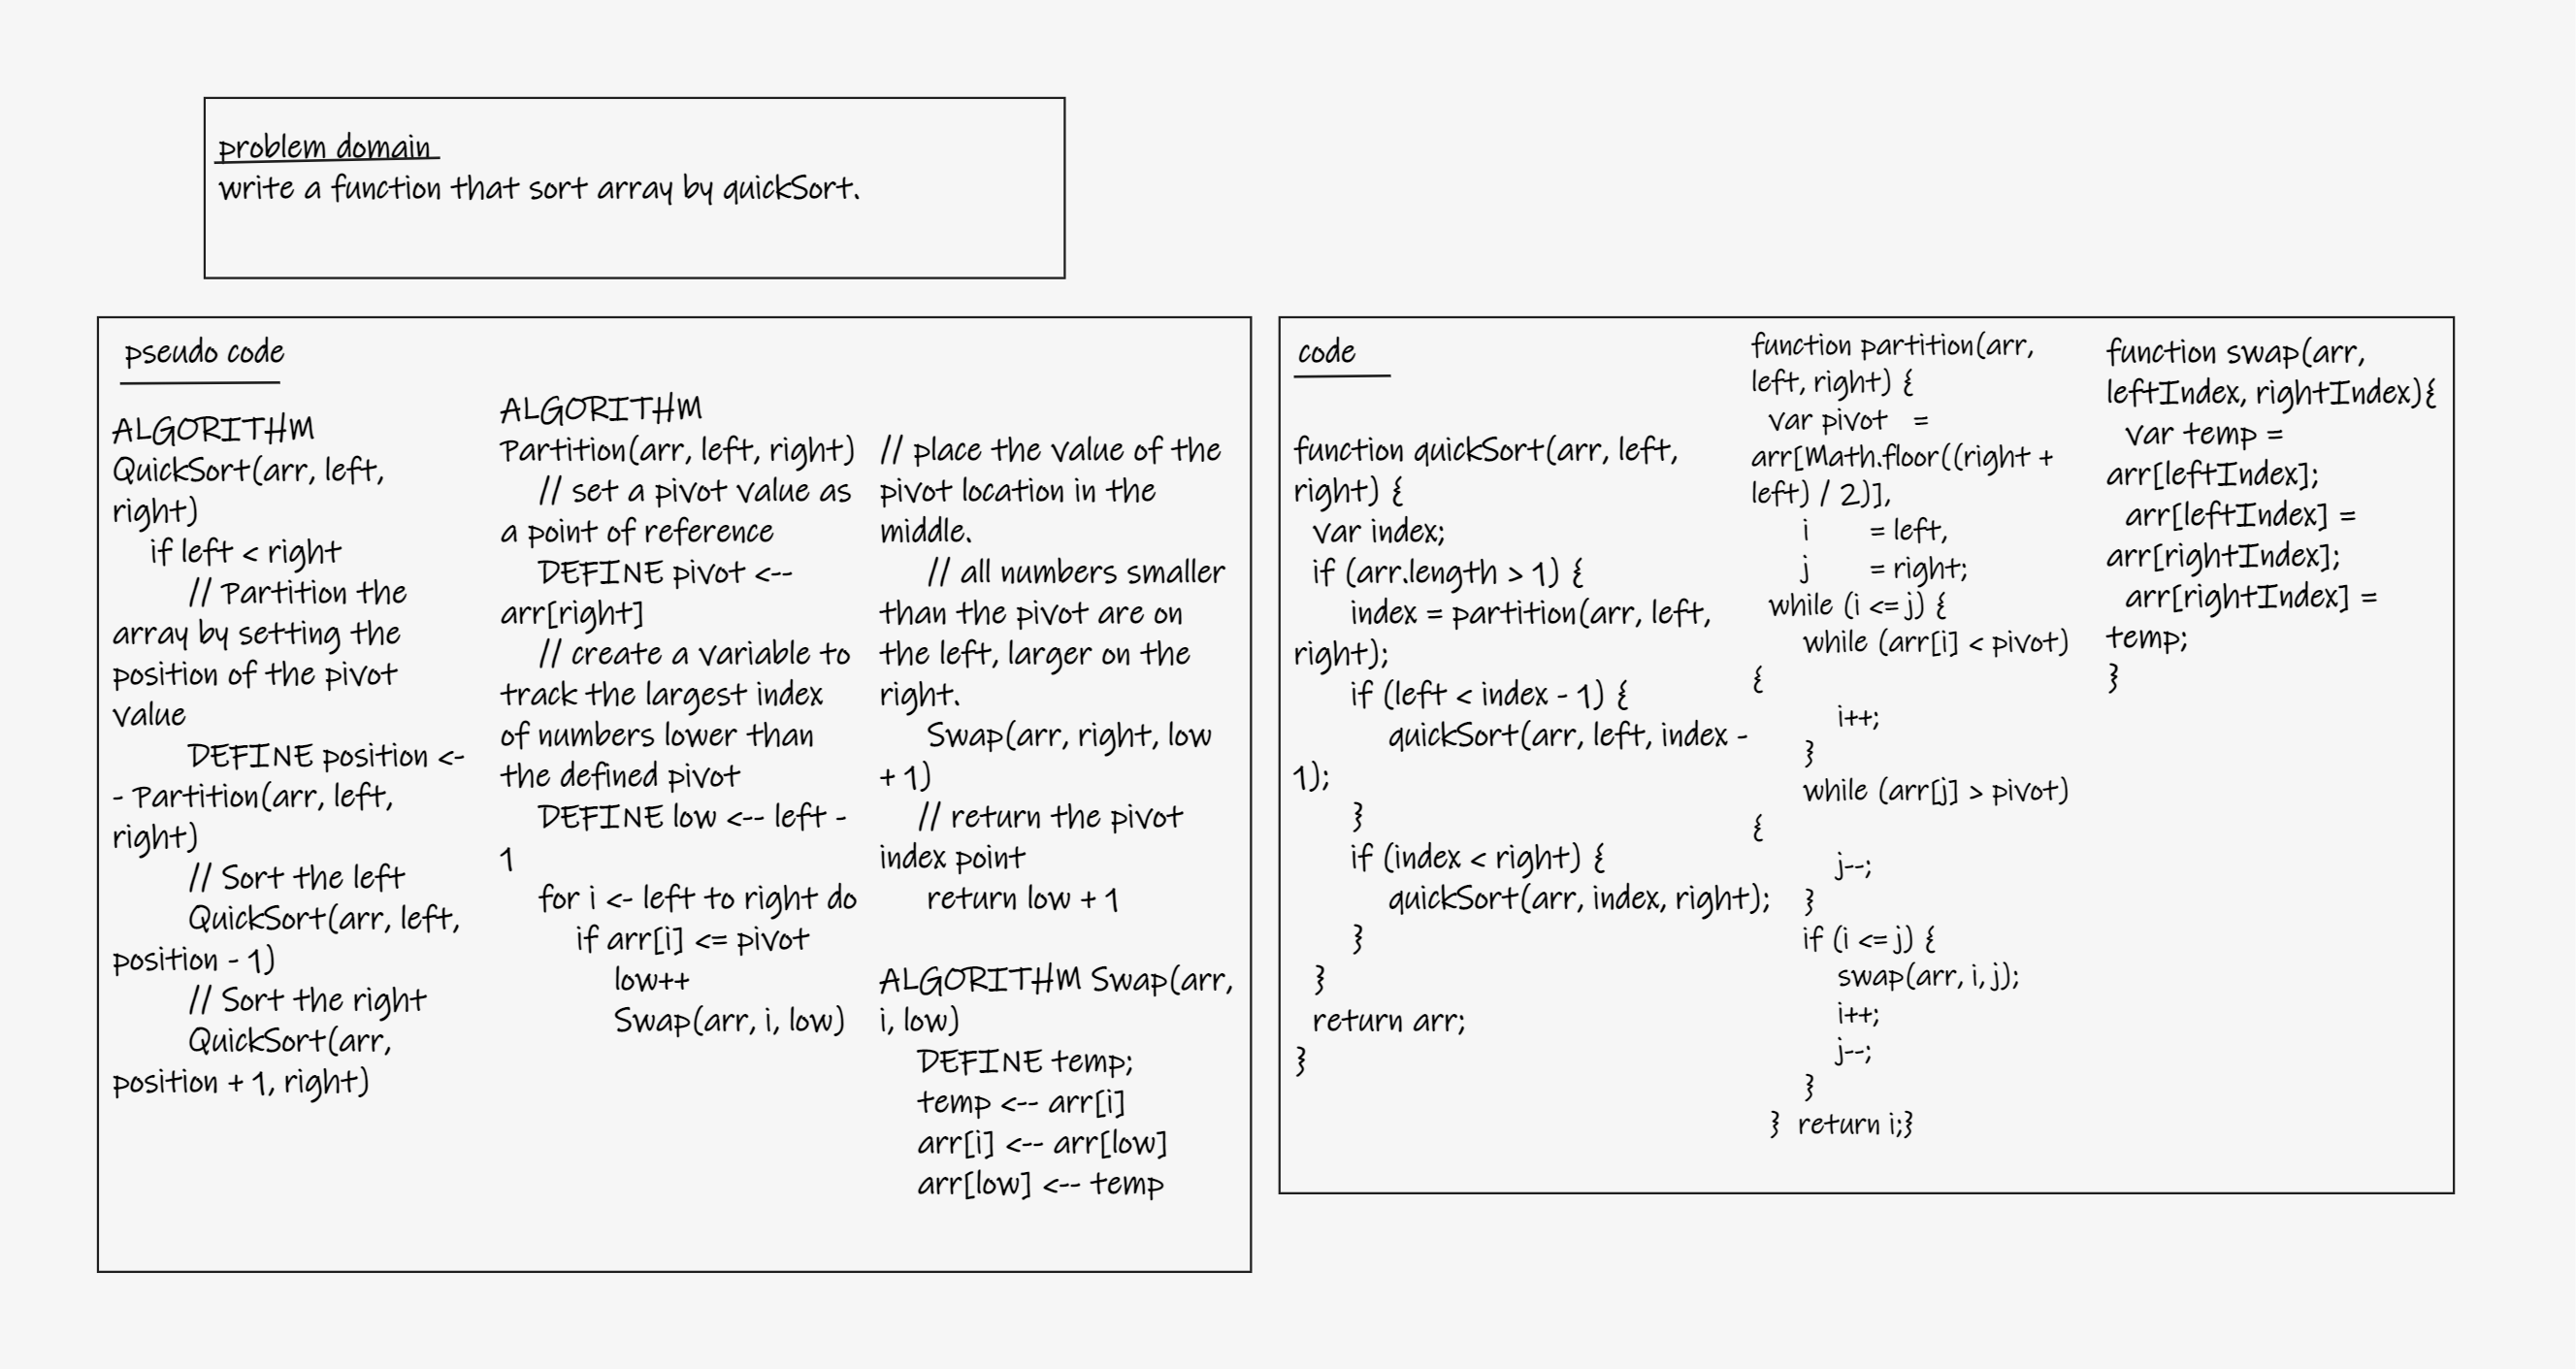 problem domain
write a function that sort array by quickSort.
pseudo code
ALGORITHM
QuickSort(arr, left,
right)
if left < right
// Partition the
array by setting the
position of the pivot
value
DEFINE position <-
- Partition(arr, left,
right)
// Sort the left
QuickSort(arr, left,
position - 1)
// Sort the right
QuickSort(arr,
position + 1, right)
ALGORITHM
Partition(arr, left, right)
// set a pivot value as
a point of reference
DEFINE pivot <--
arr[right]
// create a variable to
track the largest index
of numbers lower than
the defined pivot
DEFINE low <-- left -
1
for i <- left to right do
if arr[i] <= pivot
low++
Swap(arr, i, low)
// place the value of the
pivot location in the
middle.
// all numbers smaller
than the pivot are on
the left, larger on the
right.
Swap(arr, right, low
+ 1)
// return the pivot
index point
return low + 1
ALGORITHM Swap(arr,
i, low)
DEFINE temp;
temp <-- arr[i]
arr[i] <-- arr[low]
arr[low] <-- temp
code
function quickSort(arr, left,
right) {
var index;
if (arr.length > 1) {
index = partition(arr, left,
right);
if (left < index - 1) {
quickSort(arr, left, index -
1);
}
if (index < right) {
quickSort(arr, index, right);
}
}
return arr;
}
function partition(arr,
left, right) {
var pivot =
arr[Math.floor((right +
left) / 2)],
i = left,
j = right;
while (i <= j) {
while (arr[i] < pivot)
{
i++;
}
while (arr[j] > pivot)
{
j--;
}
if (i <= j) {
swap(arr, i, j);
i++;
j--;
}
} return i;}
function swap(arr,
leftIndex, rightIndex){
var temp =
arr[leftIndex];
arr[leftIndex] =
arr[rightIndex];
arr[rightIndex] =
temp;
}